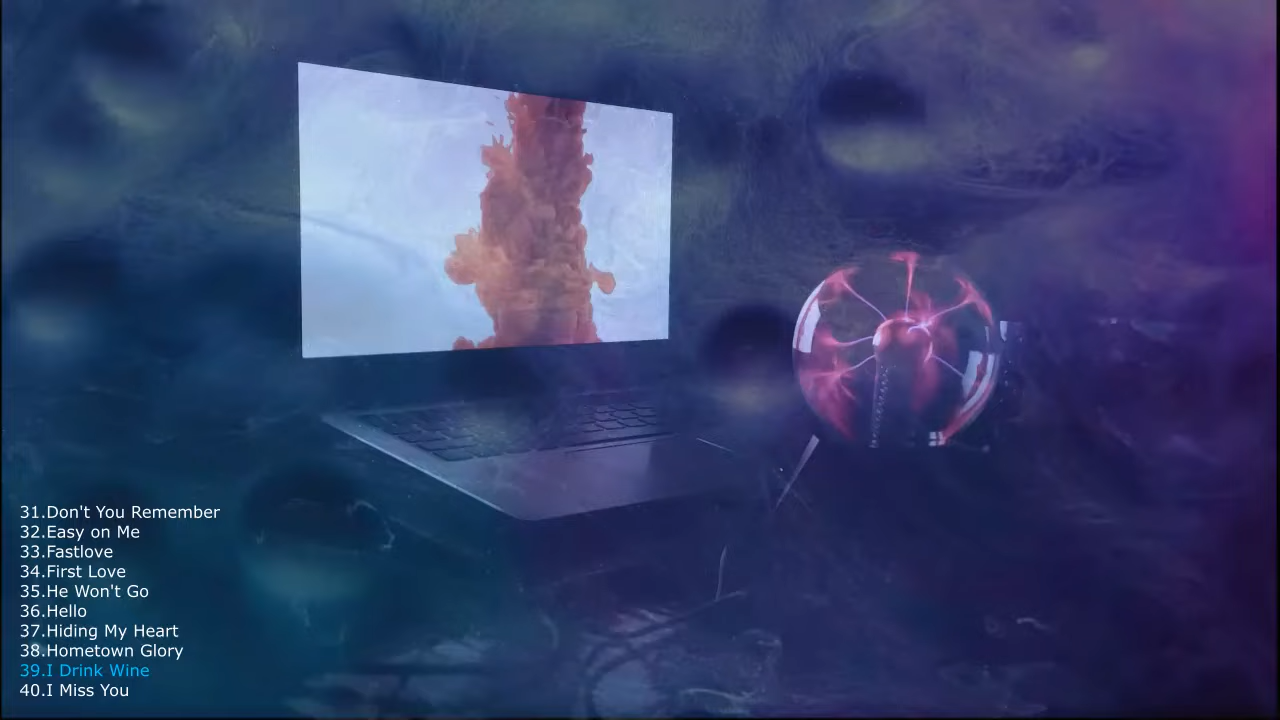 31.Don't You Remember
32.Easy on Me
33.Fastlove
34.First Love
35.He Won't Go
36.Hello
37.Hiding My Heart
38.Hometown Glory
39.I Drink Wine
40.I Miss You